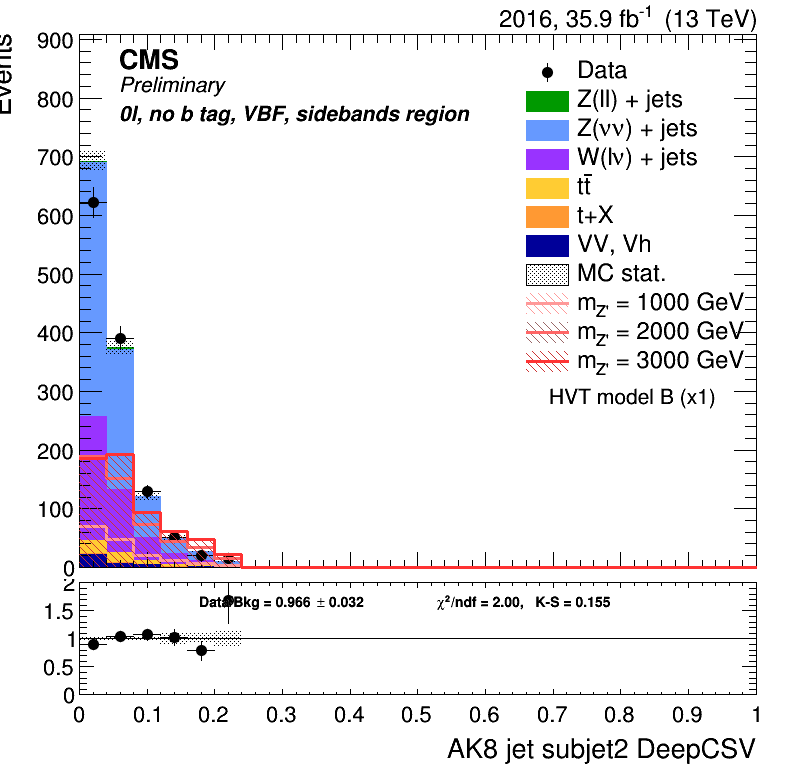 2016, 35.9 fb⁻¹ (13 TeV)
Events
CMS
Preliminary
0l, no b tag, VBF, sidebands region
Data
Z(ll) + jets
Z(νν) + jets
W(lν) + jets
tt̄
t+X
VV, Vh
MC stat.
m_Z' = 1000 GeV
m_Z' = 2000 GeV
m_Z' = 3000 GeV
HVT model B (x1)
900
800
700
600
500
400
300
200
100
0
Data/Bkg = 0.966 ± 0.032 χ²/ndf = 2.00, K-S = 0.155
2
1.5
1
0.5
0
0 0.1 0.2 0.3 0.4 0.5 0.6 0.7 0.8 0.9 1
AK8 jet subjet2 DeepCSV